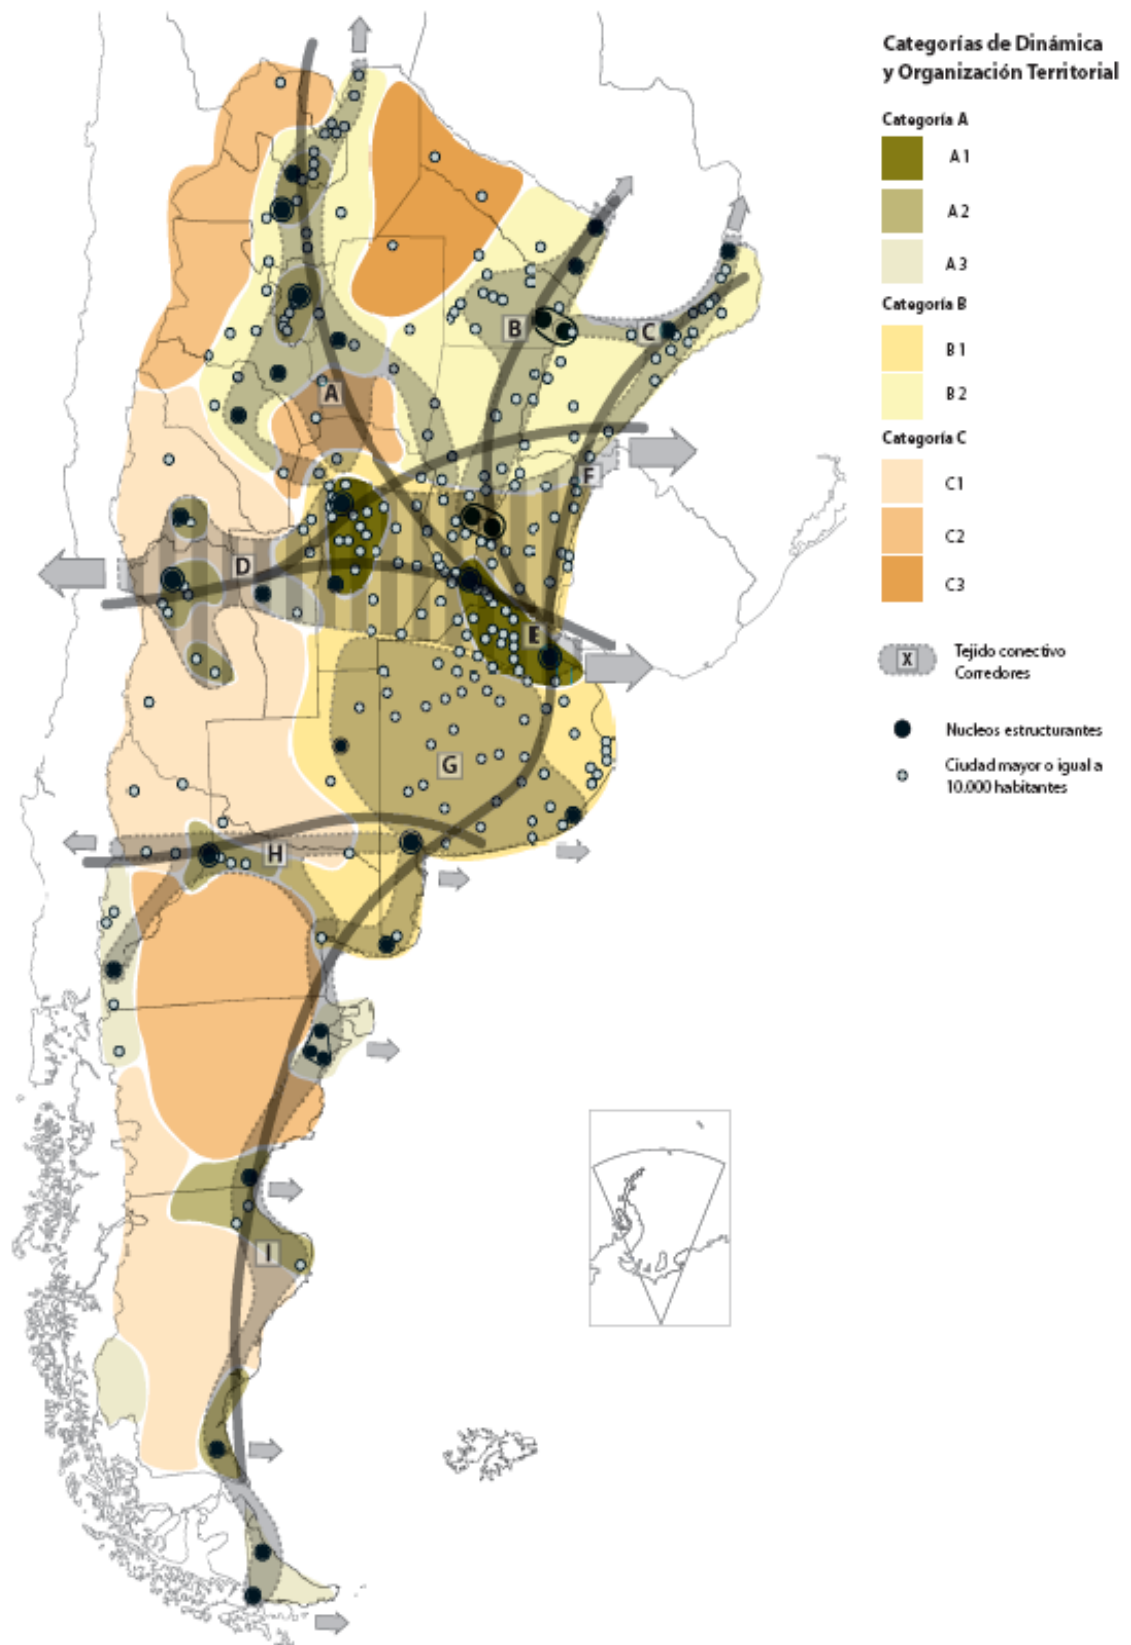 Categorías de Dinámica
y Organización Territorial
Categoría A
A 1
A 2
A 3
Categoría B
B 1
B 2
Categoría C
C 1
C 2
C 3
X
Tejido conectivo
Corredores
Nucleos estructurantes
Ciudad mayor o igual a
10.000 habitantes
B
C
A
F
D
E
G
H
I